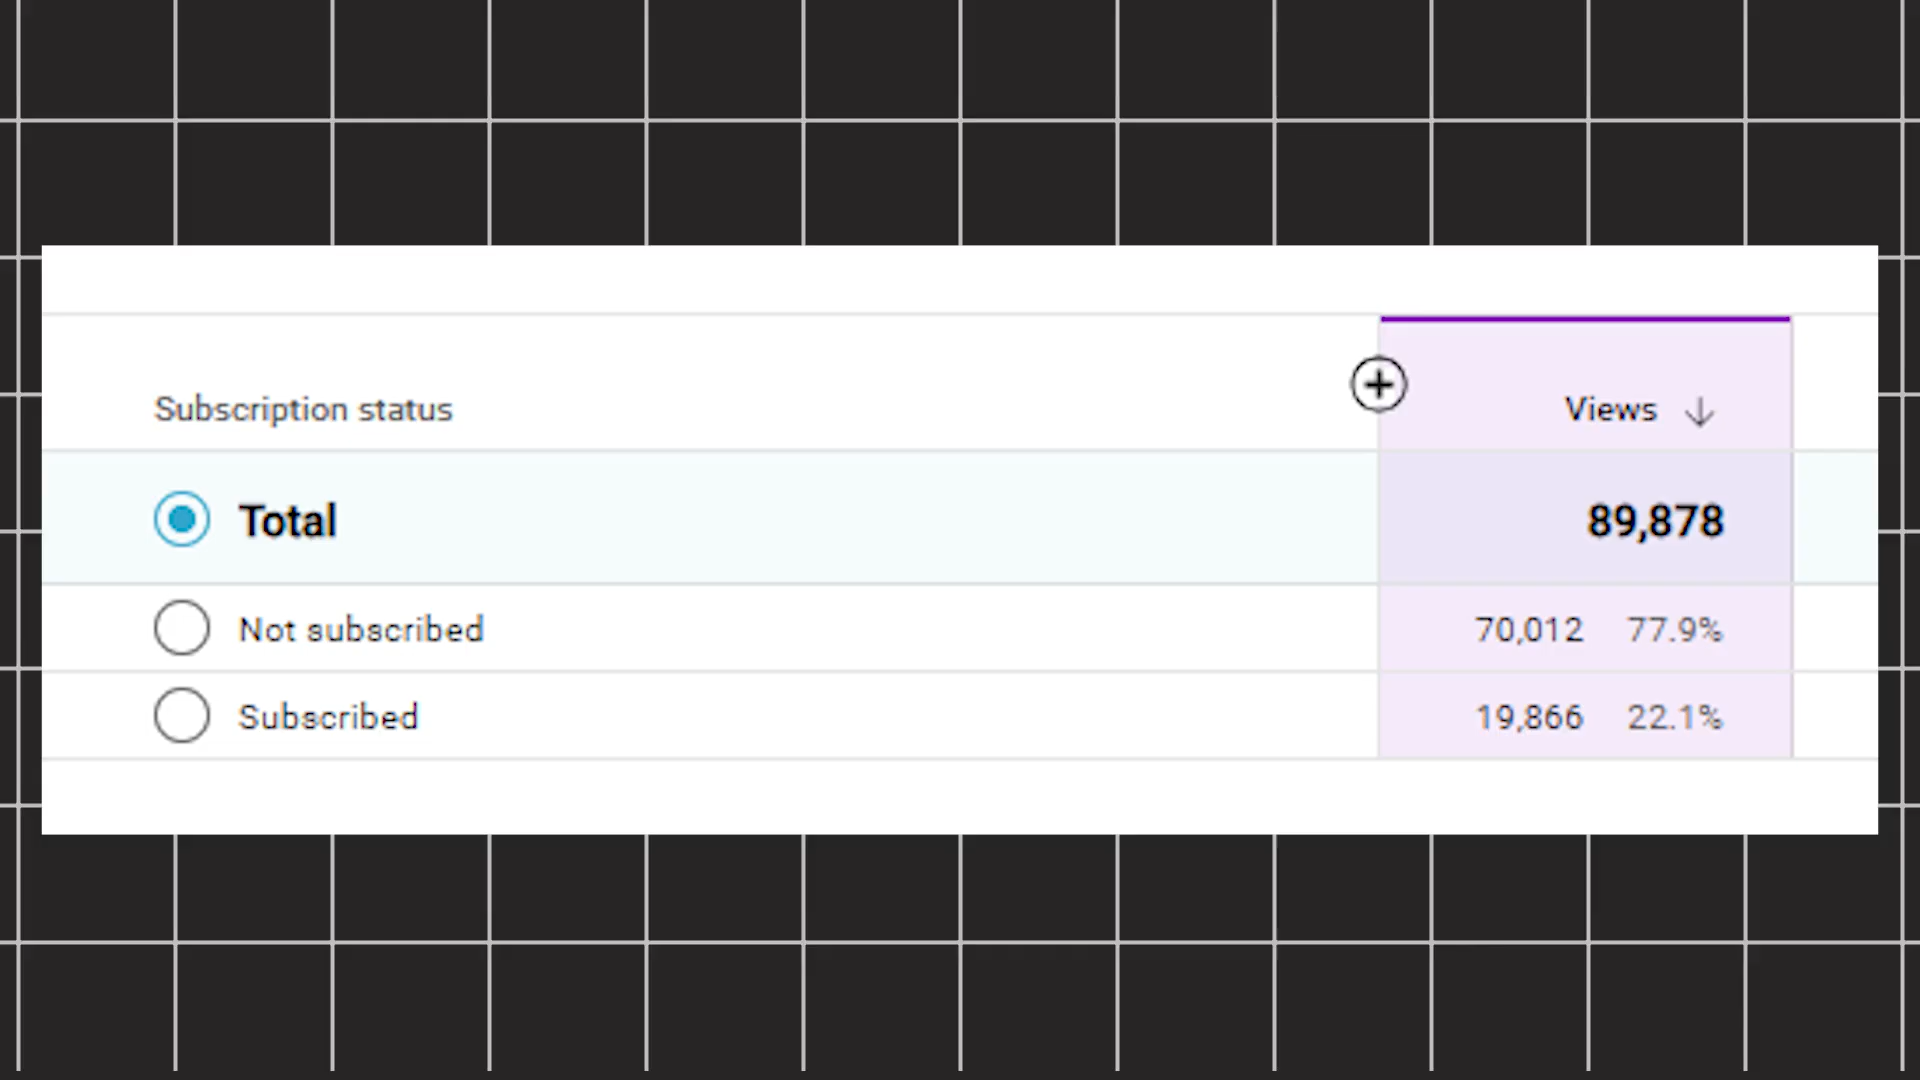 Subscription status Views ↓
Total 89,878
Not subscribed 70,012 77.9%
Subscribed 19,866 22.1%